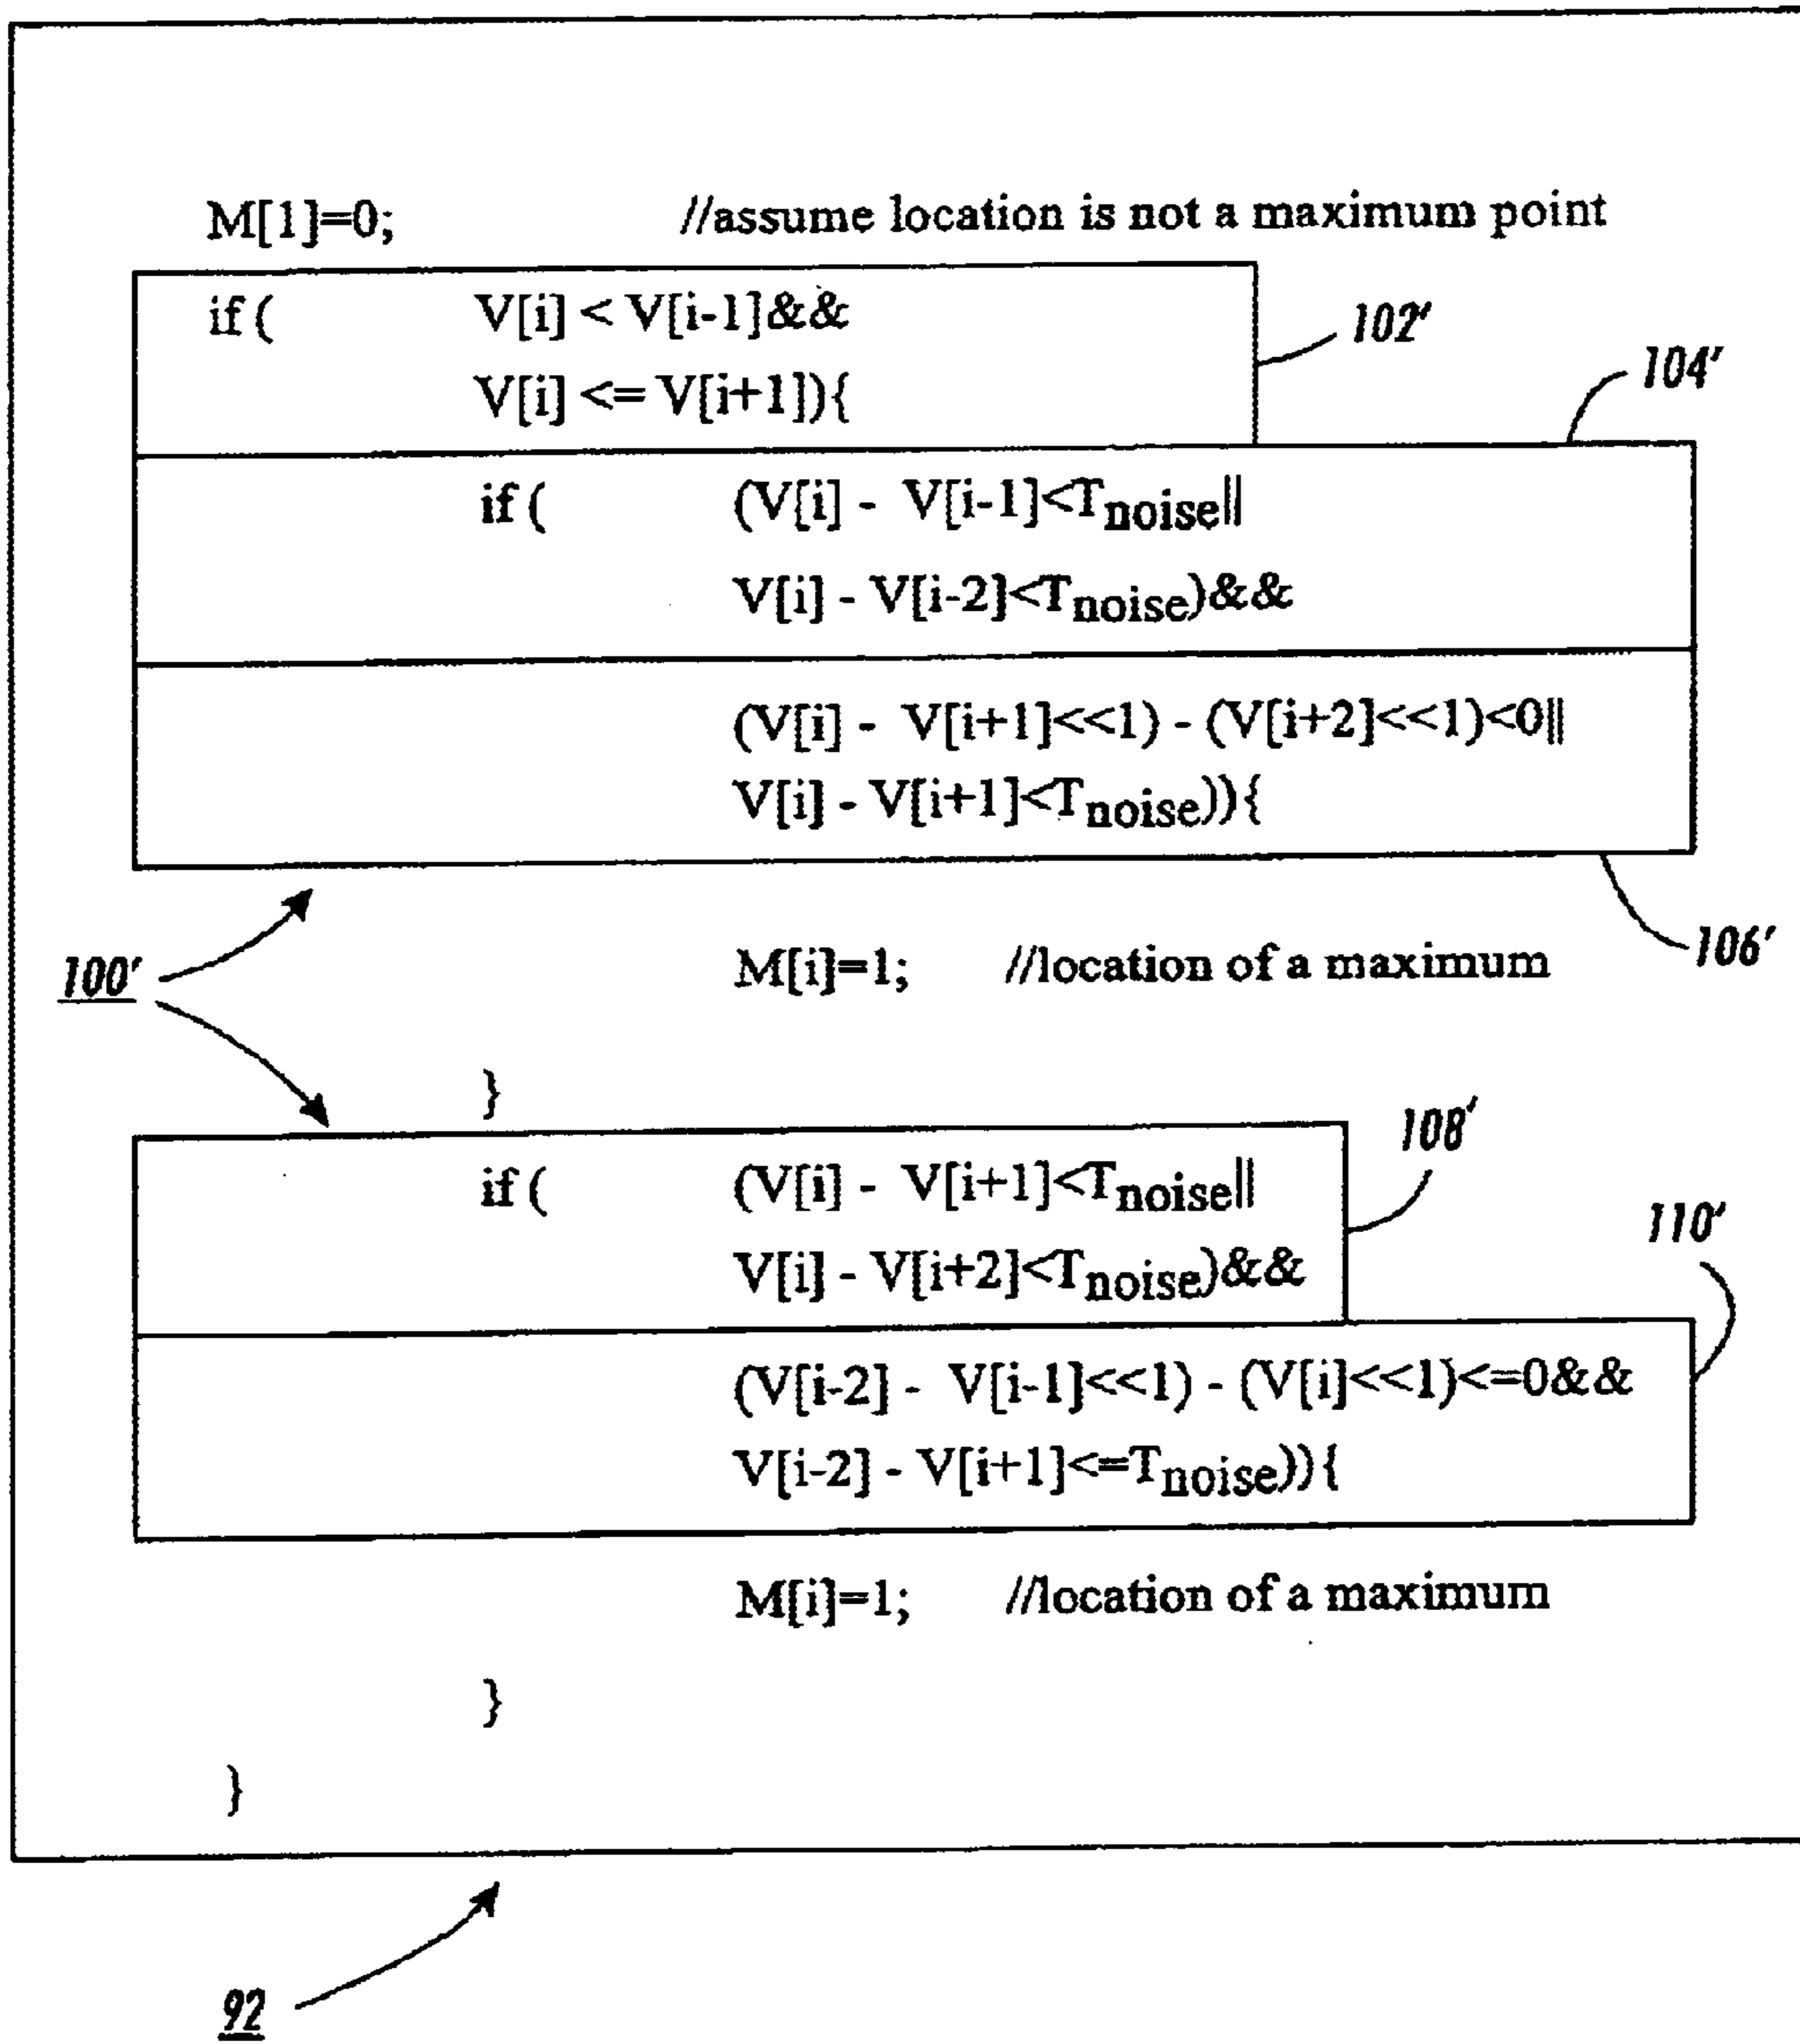 M[1]=0; //assume location is not a maximum point
if ( V[i] < V[i-1]&&
102'
V[i] <= V[i+1]){
104'
if ( (V[i] - V[i-1]<Tnoise||
V[i] - V[i-2]<Tnoise)&&
(V[i] - V[i+1]<<1) - (V[i+2]<<1)<0||
V[i] - V[i+1]<Tnoise)){
106'
100'
M[i]=1; //location of a maximum
}
108'
if ( (V[i] - V[i+1]<Tnoise||
110'
V[i] - V[i+2]<Tnoise)&&
(V[i-2] - V[i-1]<<1) - (V[i]<<1)<=0&&
V[i-2] - V[i+1]<=Tnoise)){
M[i]=1; //location of a maximum
}
}
92